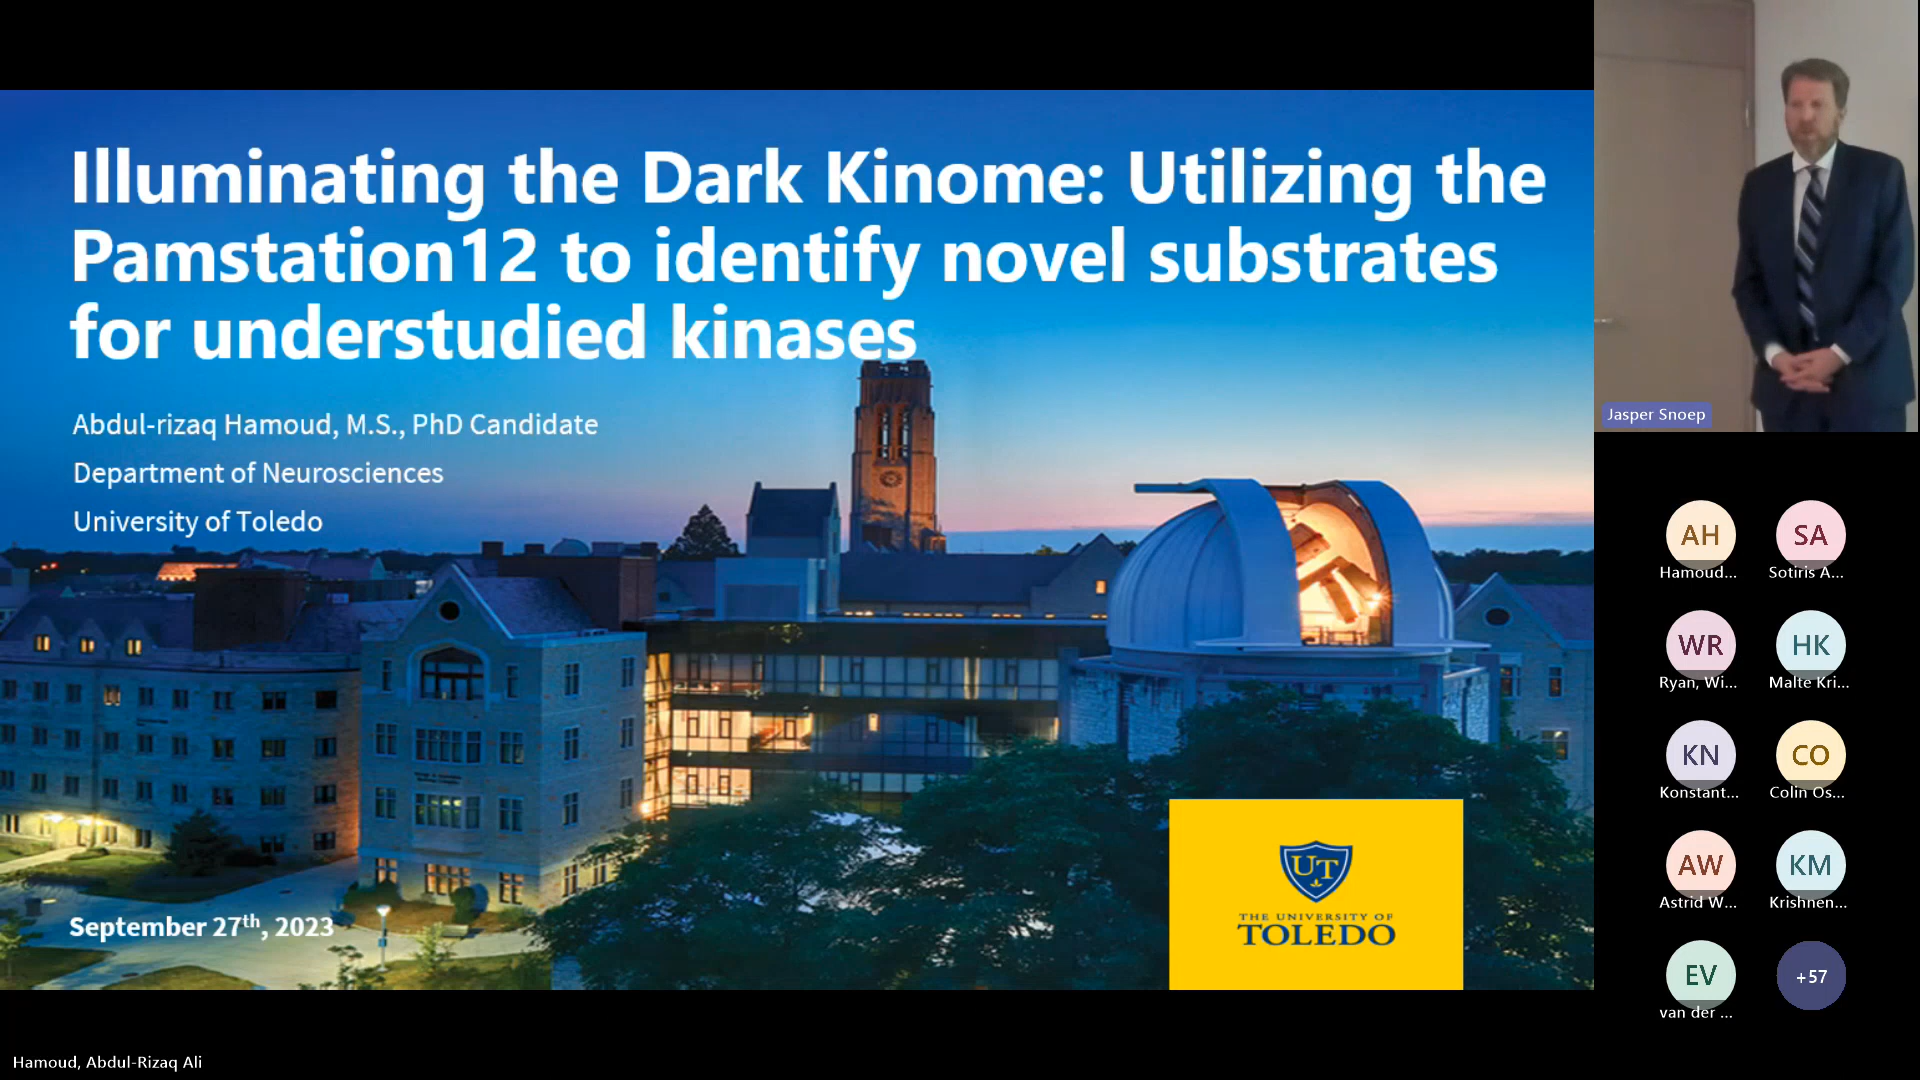 Illuminating the Dark Kinome: Utilizing the
Pamstation12 to identify novel substrates
for understudied kinases
Abdul-rizaq Hamoud, M.S., PhD Candidate
Department of Neurosciences
University of Toledo
September 27th, 2023
UT
THE UNIVERSITY OF
TOLEDO
Jasper Snoep
AH
Hamoud...
SA
Sotiris A...
WR
Ryan, Wi...
HK
Malte Kri...
KN
Konstant...
CO
Colin Os...
AW
Astrid W...
KM
Krishnen...
EV
van der ...
+57
Hamoud, Abdul-Rizaq Ali